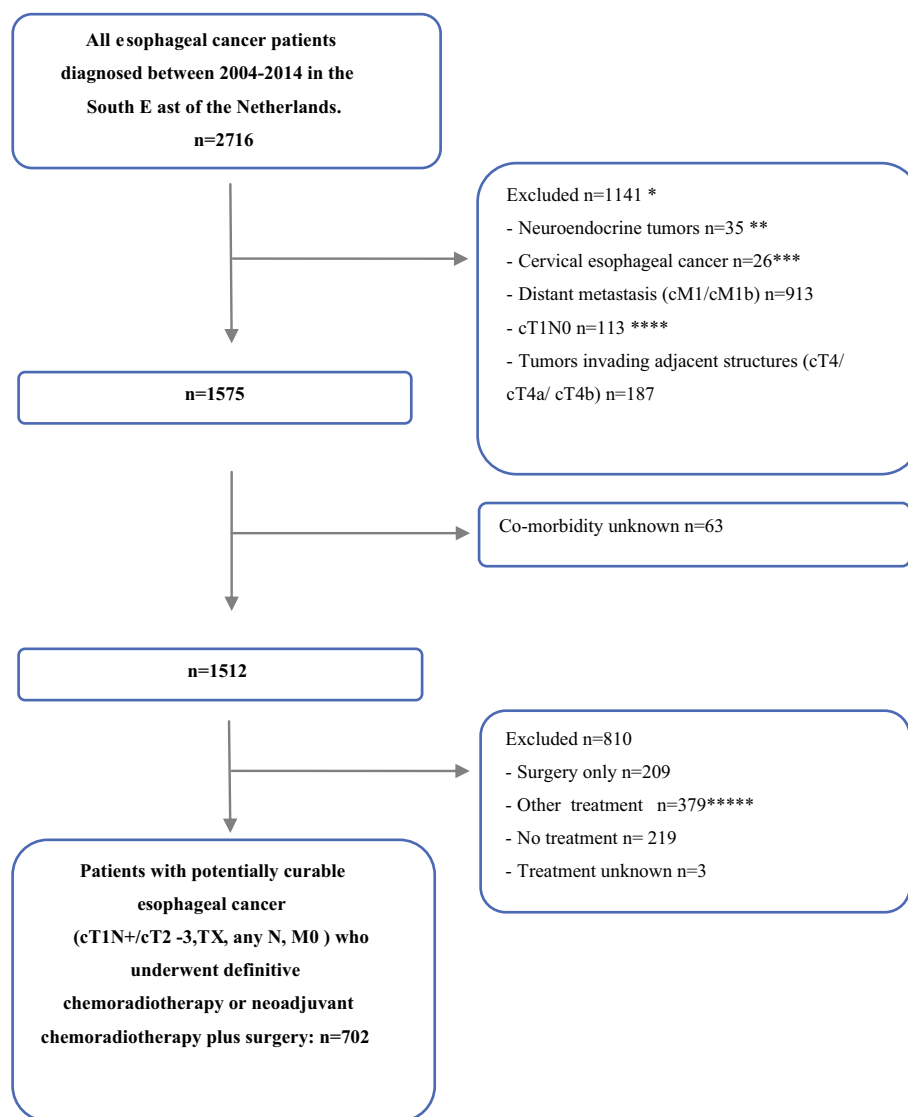 All esophageal cancer patients
diagnosed between 2004-2014 in the
South E ast of the Netherlands.
n=2716
Excluded n=1141 *
- Neuroendocrine tumors n=35 **
- Cervical esophageal cancer n=26***
- Distant metastasis (cM1/cM1b) n=913
- cT1N0 n=113 ****
- Tumors invading adjacent structures (cT4/
cT4a/ cT4b) n=187
n=1575
Co-morbidity unknown n=63
n=1512
Excluded n=810
- Surgery only n=209
- Other treatment n=379*****
- No treatment n= 219
- Treatment unknown n=3
Patients with potentially curable
esophageal cancer
(cT1N+/cT2 -3,TX, any N, M0 ) who
underwent definitive
chemoradiotherapy or neoadjuvant
chemoradiotherapy plus surgery: n=702